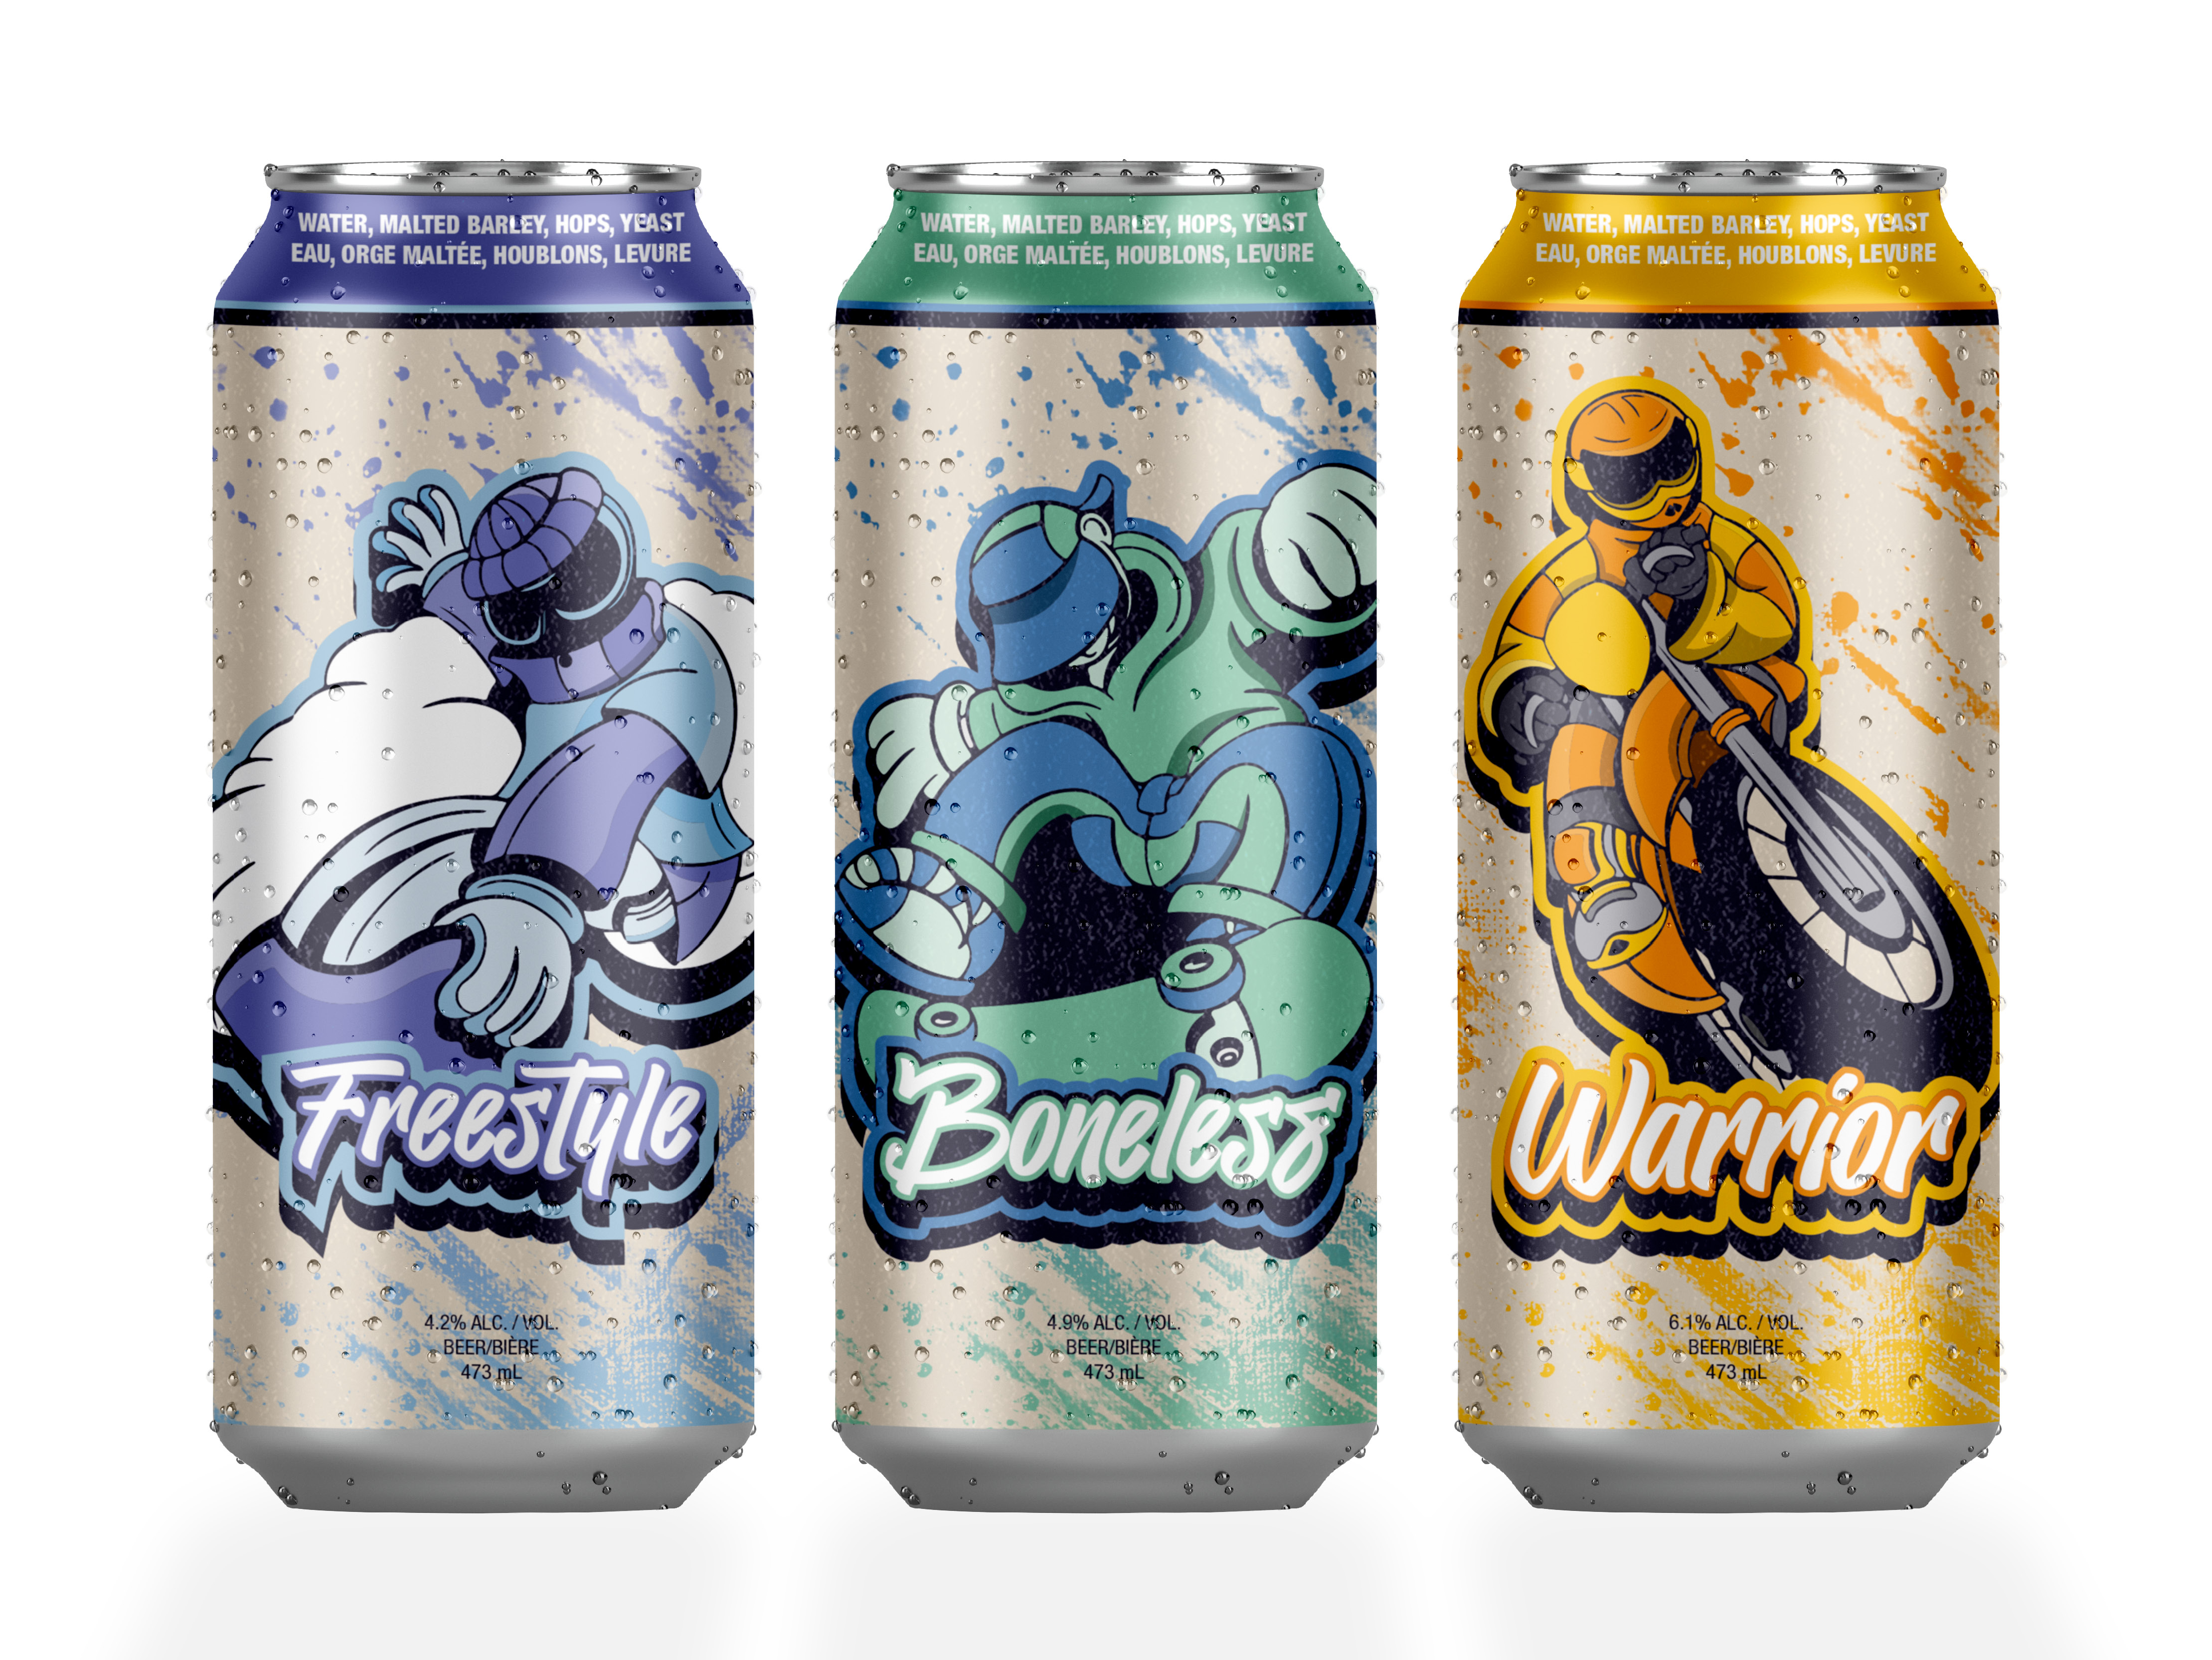 WATER, MALTED BARLEY, HOPS, YEAST
EAU, ORGE MALTÉE, HOUBLONS, LEVURE
Freestyle
4.2% ALC. / VOL.
BEER/BIÈRE
473 mL
WATER, MALTED BARLEY, HOPS, YEAST
EAU, ORGE MALTÉE, HOUBLONS, LEVURE
Boneless
4.9% ALC. / VOL.
BEER/BIÈRE
473 mL
WATER, MALTED BARLEY, HOPS, YEAST
EAU, ORGE MALTÉE, HOUBLONS, LEVURE
Warrior
6.1% ALC. / VOL.
BEER/BIÈRE
473 mL